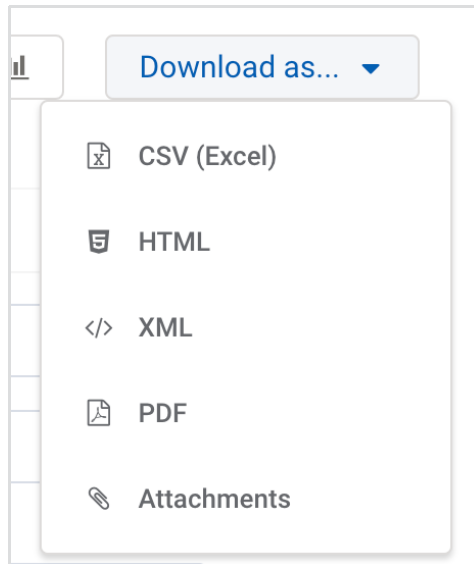 Download as...
CSV (Excel)
HTML
XML
PDF
Attachments